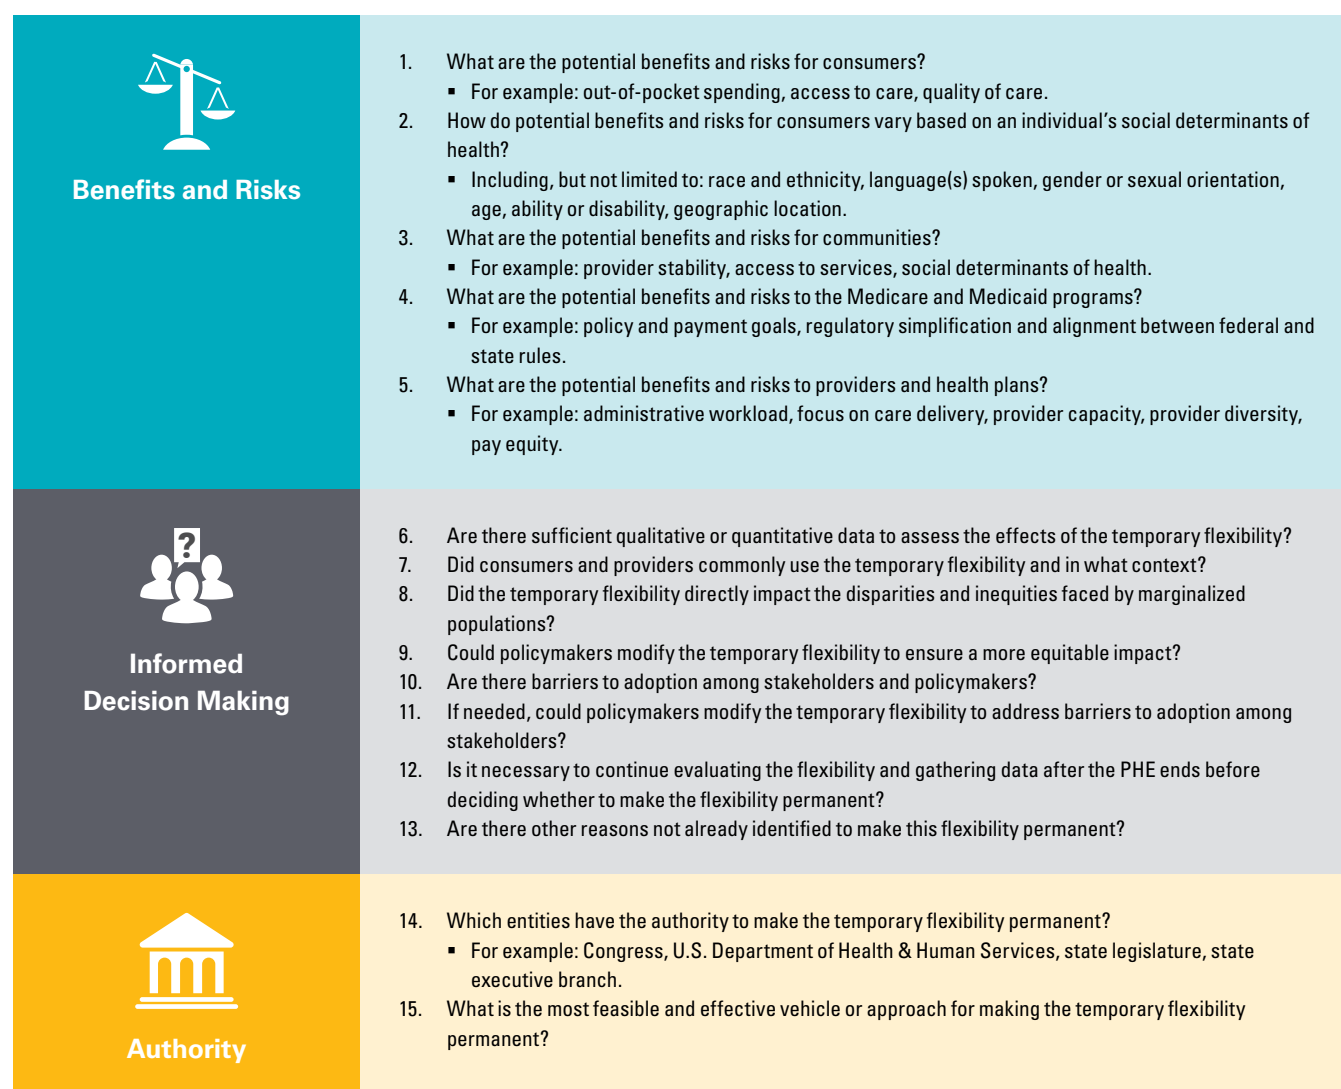 Benefits and Risks
1. What are the potential benefits and risks for consumers?
▪ For example: out-of-pocket spending, access to care, quality of care.
2. How do potential benefits and risks for consumers vary based on an individual's social determinants of
health?
▪ Including, but not limited to: race and ethnicity, language(s) spoken, gender or sexual orientation,
age, ability or disability, geographic location.
3. What are the potential benefits and risks for communities?
▪ For example: provider stability, access to services, social determinants of health.
4. What are the potential benefits and risks to the Medicare and Medicaid programs?
▪ For example: policy and payment goals, regulatory simplification and alignment between federal and
state rules.
5. What are the potential benefits and risks to providers and health plans?
▪ For example: administrative workload, focus on care delivery, provider capacity, provider diversity,
pay equity.
?
Informed
Decision Making
6. Are there sufficient qualitative or quantitative data to assess the effects of the temporary flexibility?
7. Did consumers and providers commonly use the temporary flexibility and in what context?
8. Did the temporary flexibility directly impact the disparities and inequities faced by marginalized
populations?
9. Could policymakers modify the temporary flexibility to ensure a more equitable impact?
10. Are there barriers to adoption among stakeholders and policymakers?
11. If needed, could policymakers modify the temporary flexibility to address barriers to adoption among
stakeholders?
12. Is it necessary to continue evaluating the flexibility and gathering data after the PHE ends before
deciding whether to make the flexibility permanent?
13. Are there other reasons not already identified to make this flexibility permanent?
Authority
14. Which entities have the authority to make the temporary flexibility permanent?
▪ For example: Congress, U.S. Department of Health & Human Services, state legislature, state
executive branch.
15. What is the most feasible and effective vehicle or approach for making the temporary flexibility
permanent?